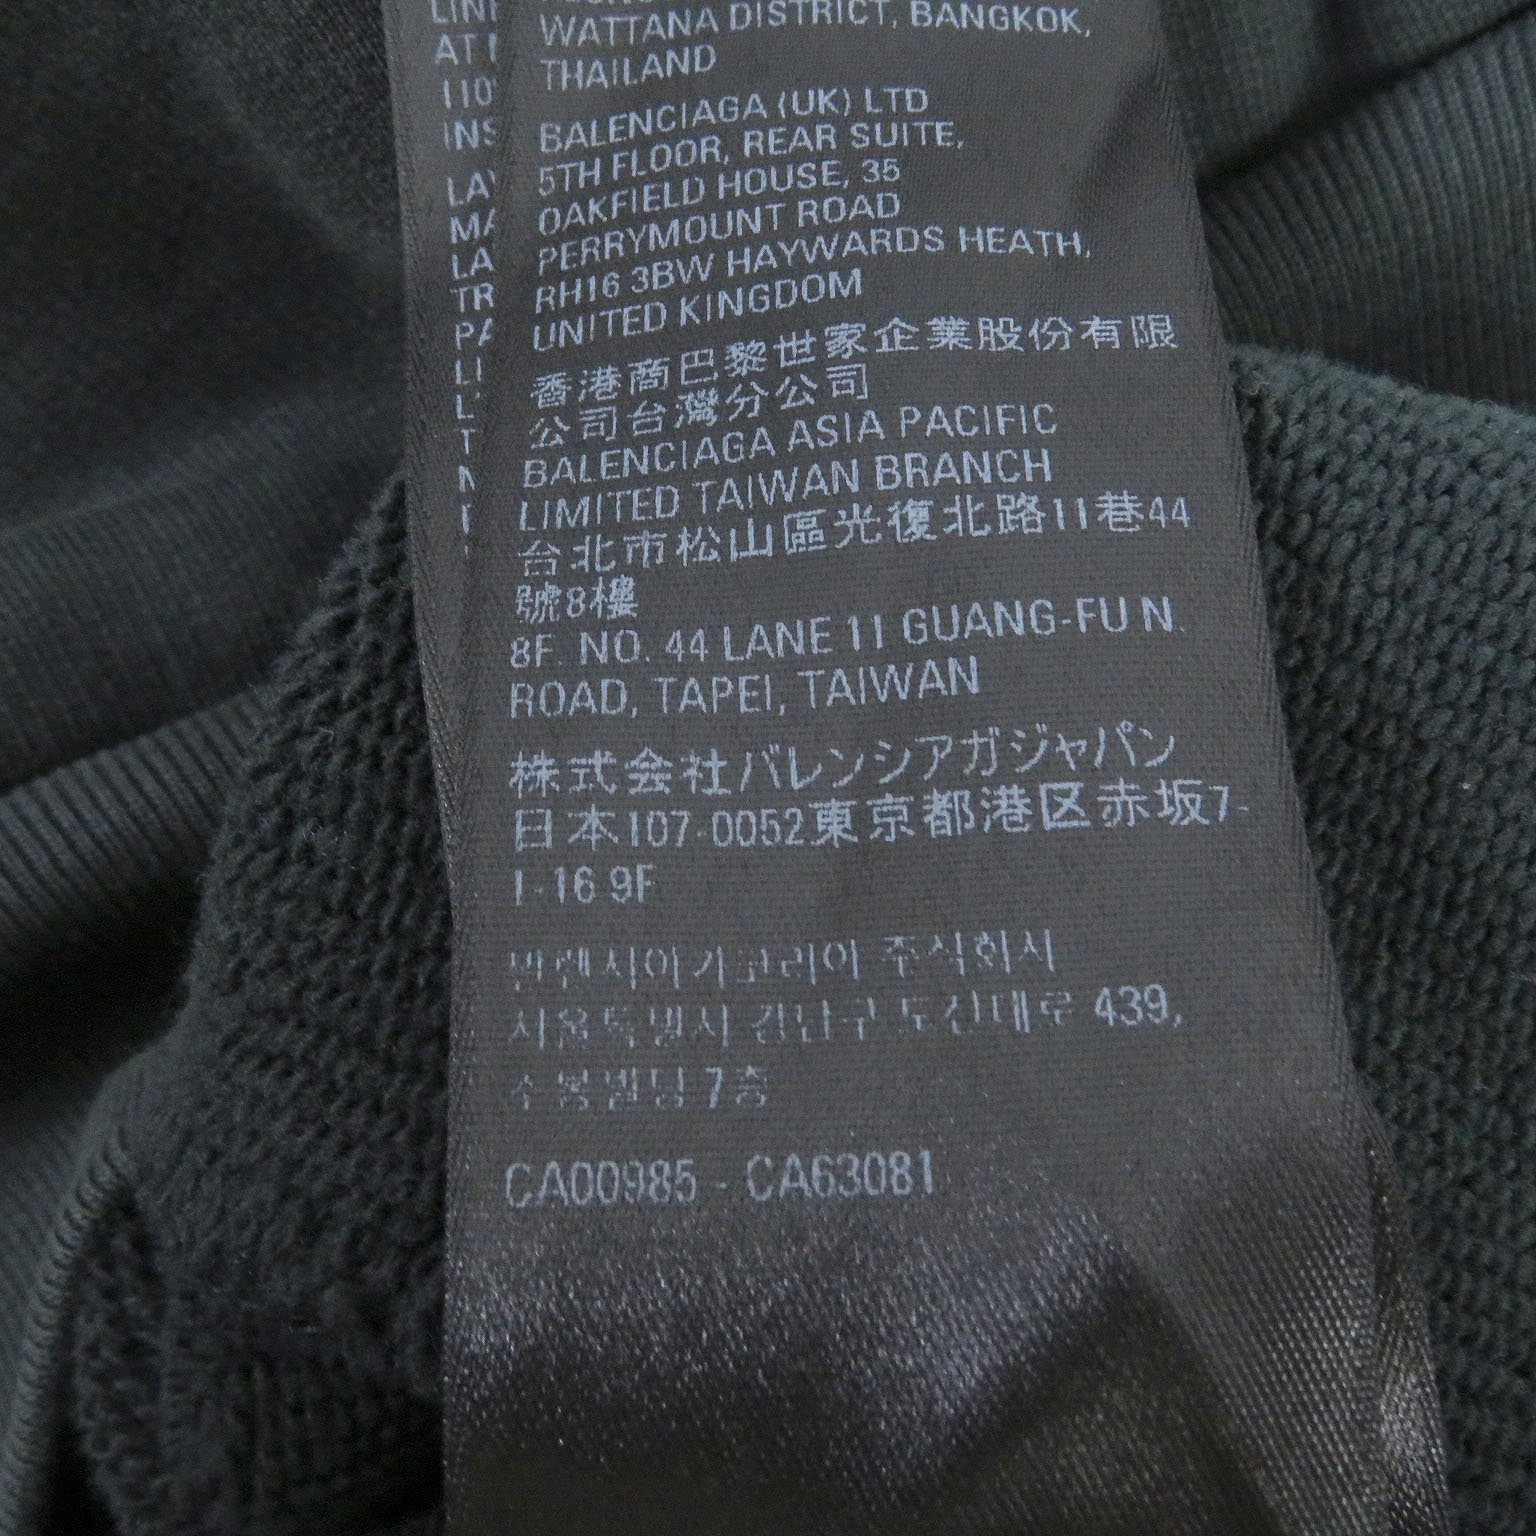 WATTANA DISTRICT, BANGKOK,
THAILAND
BALENCIAGA (UK) LTD
5TH FLOOR, REAR SUITE,
OAKFIELD HOUSE, 35
PERRYMOUNT ROAD
RH16 3BW HAYWARDS HEATH,
UNITED KINGDOM
香港商巴黎世家企業股份有限
公司台灣分公司
BALENCIAGA ASIA PACIFIC
LIMITED TAIWAN BRANCH
台北市松山區光復北路11巷44
號8樓
8F. NO. 44 LANE 11 GUANG-FU N.
ROAD, TAPEI, TAIWAN
株式会社バレンシアガジャパン
日本107-0052東京都港区赤坂7-
1-16 9F
발렌시아가코리아 주식회사
서울특별시 강남구 도산대로 439,
빌딩 7층
CA00985 - CA63081